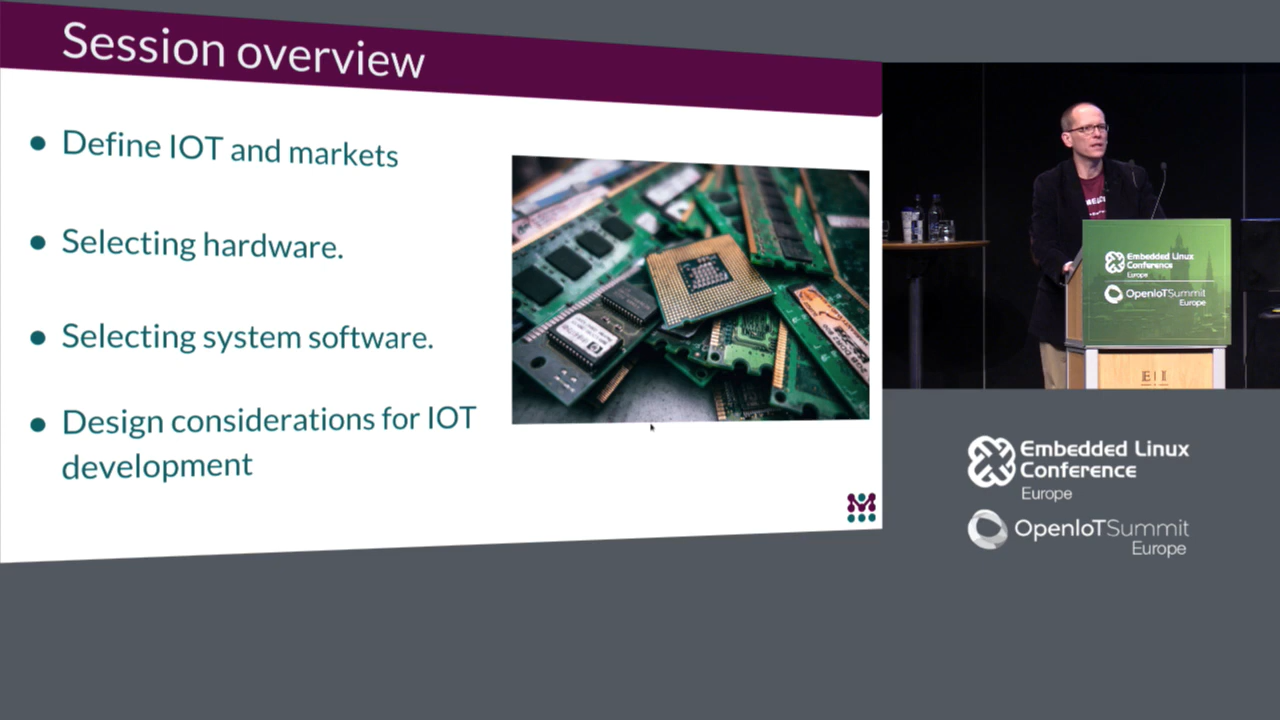 Session overview
Define IOT and markets
Selecting hardware.
Selecting system software.
Design considerations for IOT
development
Embedded Linux
Conference
Europe
OpenIoTSummit
Europe
Embedded Linux
Conference
Europe
OpenIoTSummit
Europe